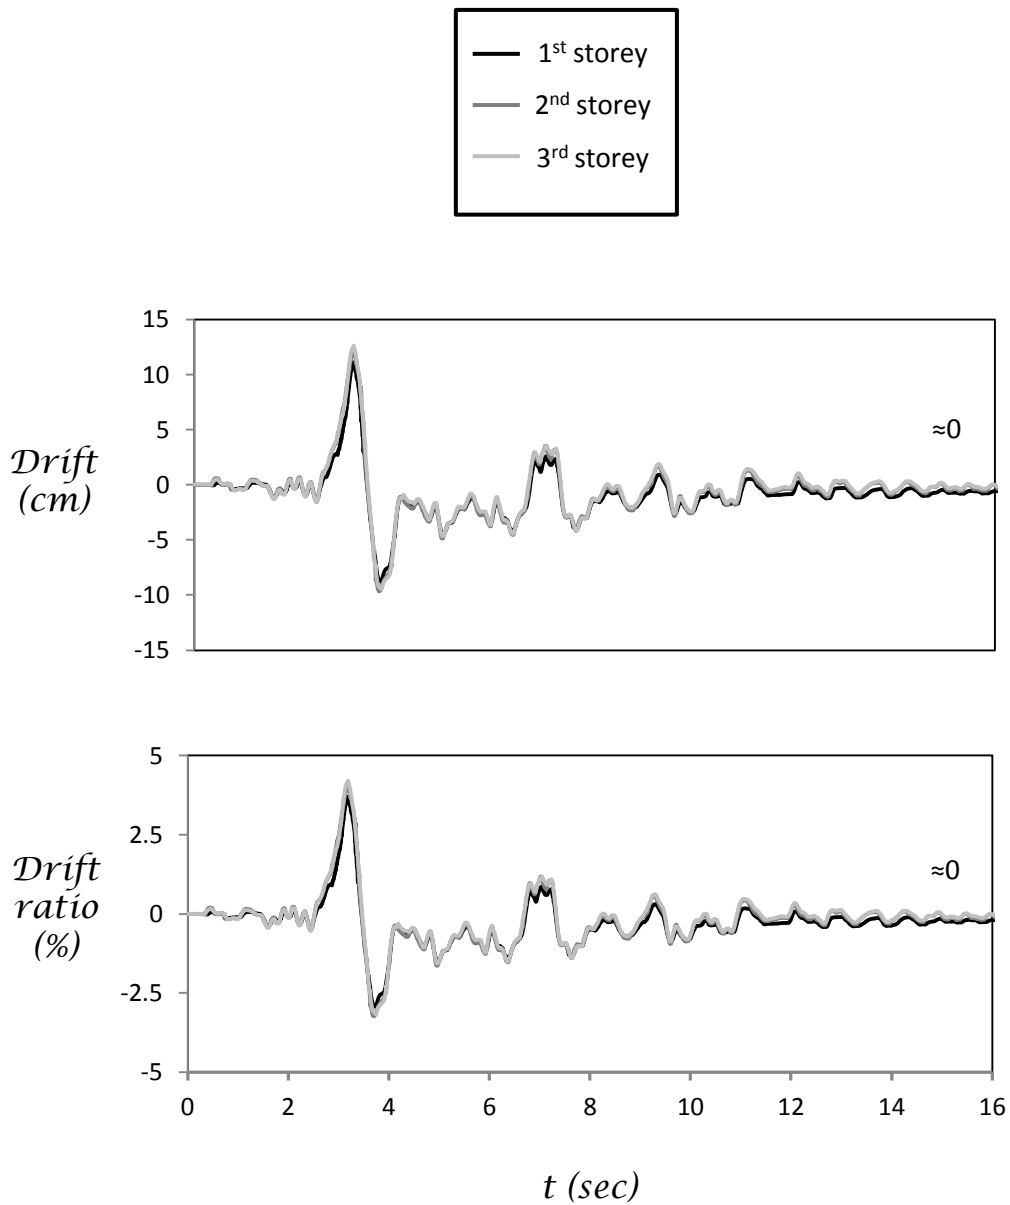 1st storey
2nd storey
3rd storey
15
10
5
0
-5
-10
-15
Drift
(cm)
≈0
5
2.5
0
-2.5
-5
Drift
ratio
(%)
≈0
0 2 4 6 8 10 12 14 16
t (sec)